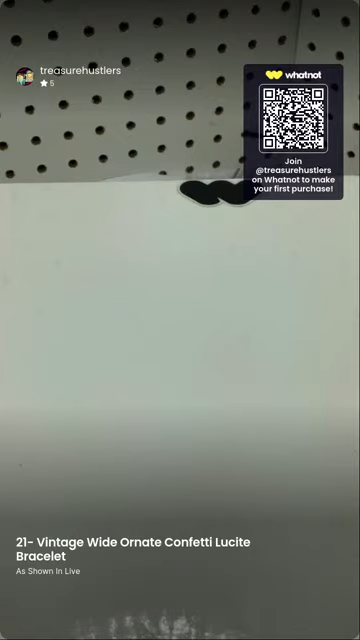 treasurehustlers
★ 5
whatnot
Join
@treasurehustlers
on Whatnot to make
your first purchase!
21- Vintage Wide Ornate Confetti Lucite
Bracelet
As Shown In Live